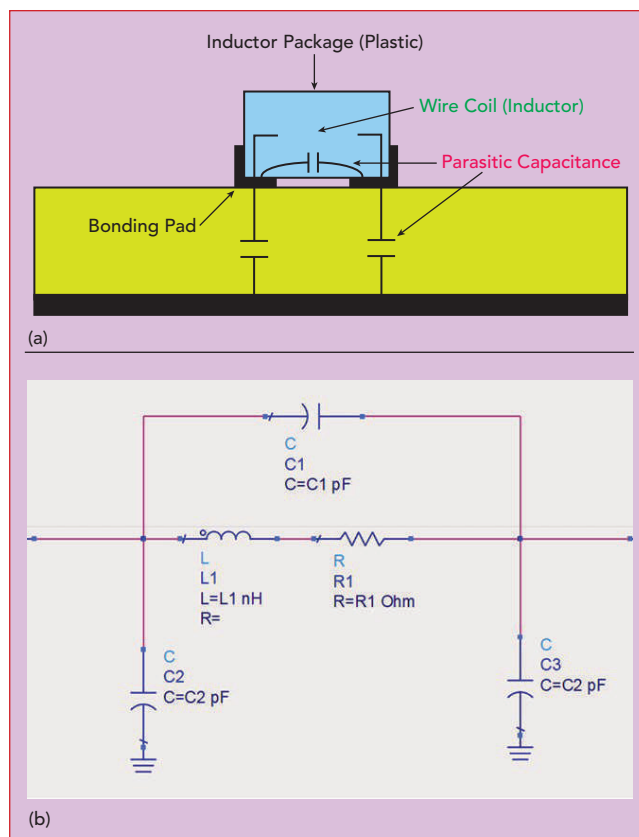 Inductor Package (Plastic)
Wire Coil (Inductor)
Parasitic Capacitance
Bonding Pad
(a)
C
C1
C=C1 pF
L
L1
L=L1 nH
R=
R
R1
R=R1 Ohm
C
C2
C=C2 pF
C
C3
C=C2 pF
(b)